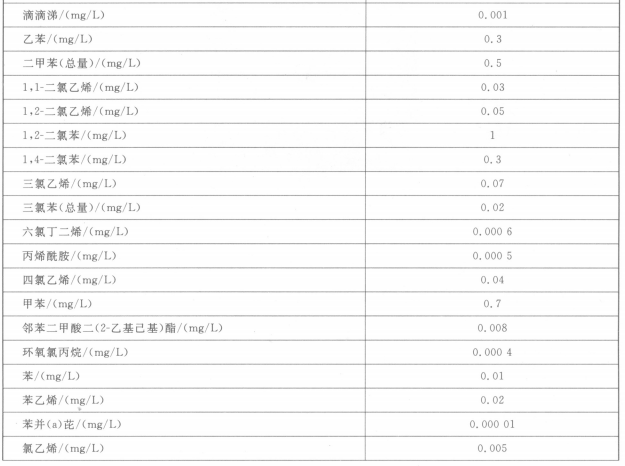 滴滴涕/(mg/L) 0.001
乙苯/(mg/L) 0.3
二甲苯(总量)/(mg/L) 0.5
1,1-二氯乙烯/(mg/L) 0.03
1,2-二氯乙烯/(mg/L) 0.05
1,2-二氯苯/(mg/L) 1
1,4-二氯苯/(mg/L) 0.3
三氯乙烯/(mg/L) 0.07
三氯苯(总量)/(mg/L) 0.02
六氯丁二烯/(mg/L) 0.000 6
丙烯酰胺/(mg/L) 0.000 5
四氯乙烯/(mg/L) 0.04
甲苯/(mg/L) 0.7
邻苯二甲酸二(2-乙基己基)酯/(mg/L) 0.008
环氧氯丙烷/(mg/L) 0.000 4
苯/(mg/L) 0.01
苯乙烯/(mg/L) 0.02
苯并(a)芘/(mg/L) 0.000 01
氯乙烯/(mg/L) 0.005